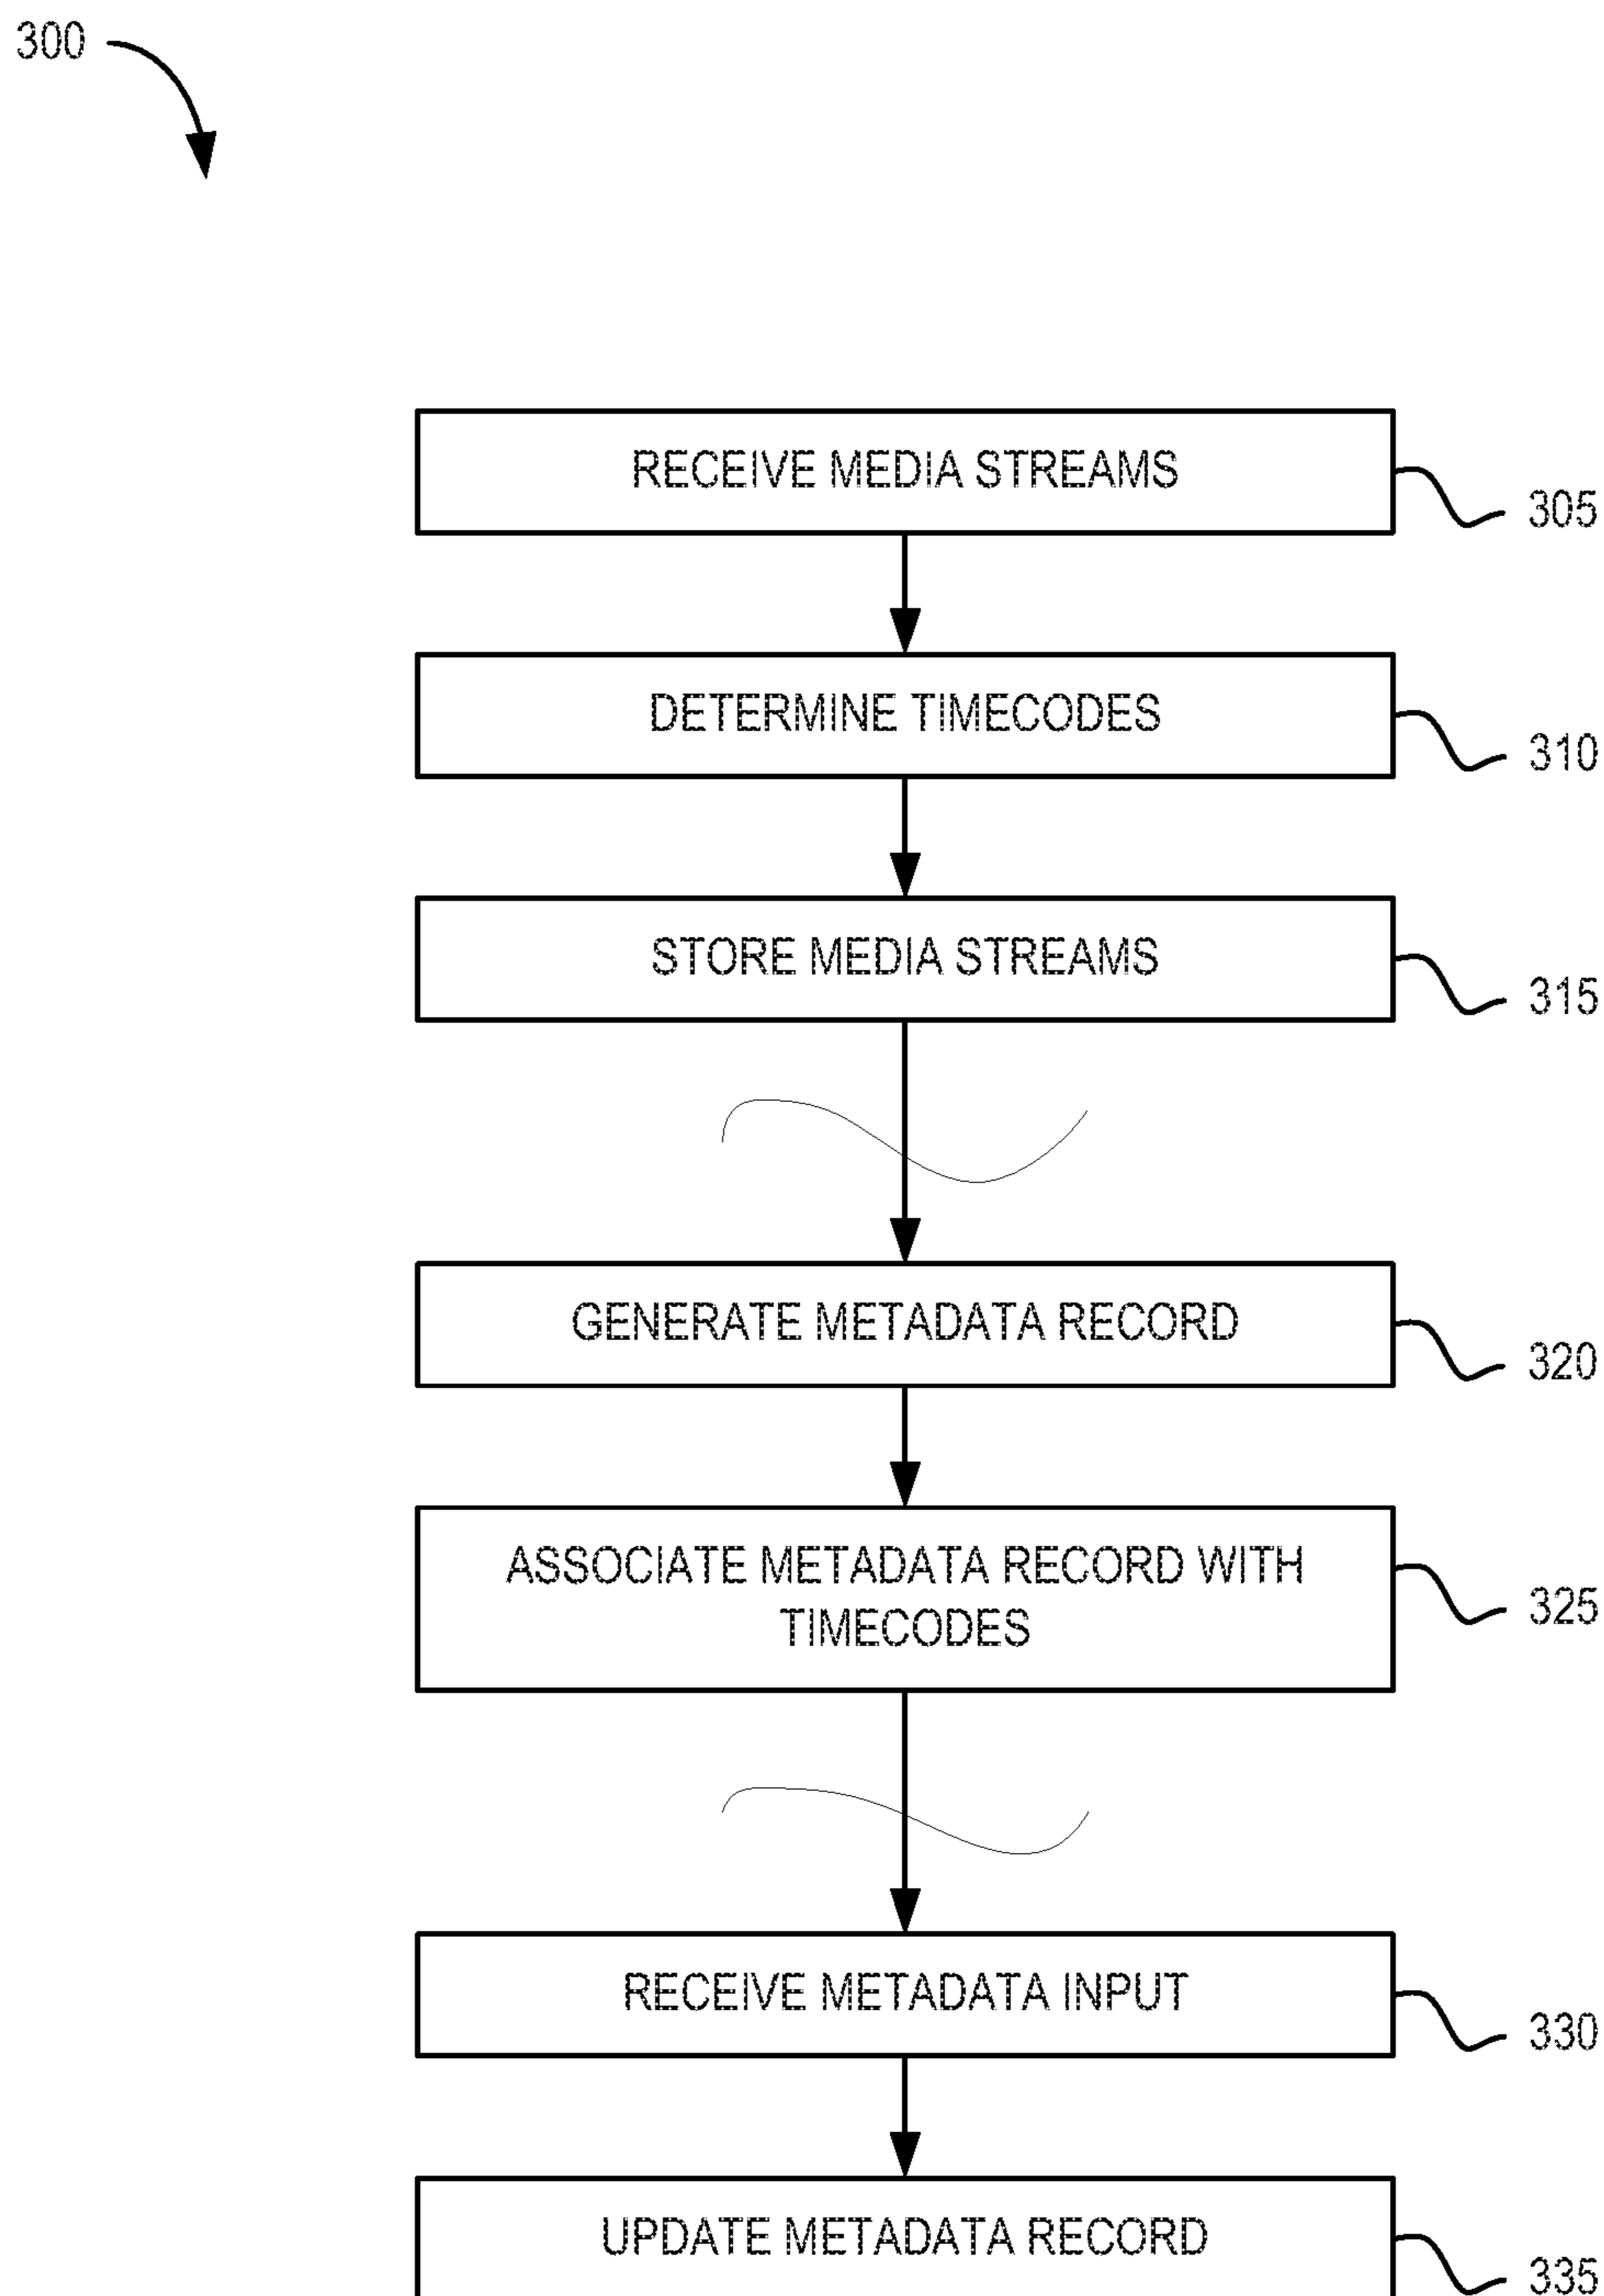 300
RECEIVE MEDIA STREAMS
305
DETERMINE TIMECODES
310
STORE MEDIA STREAMS
315
GENERATE METADATA RECORD
320
ASSOCIATE METADATA RECORD WITH
TIMECODES
325
RECEIVE METADATA INPUT
330
UPDATE METADATA RECORD
335